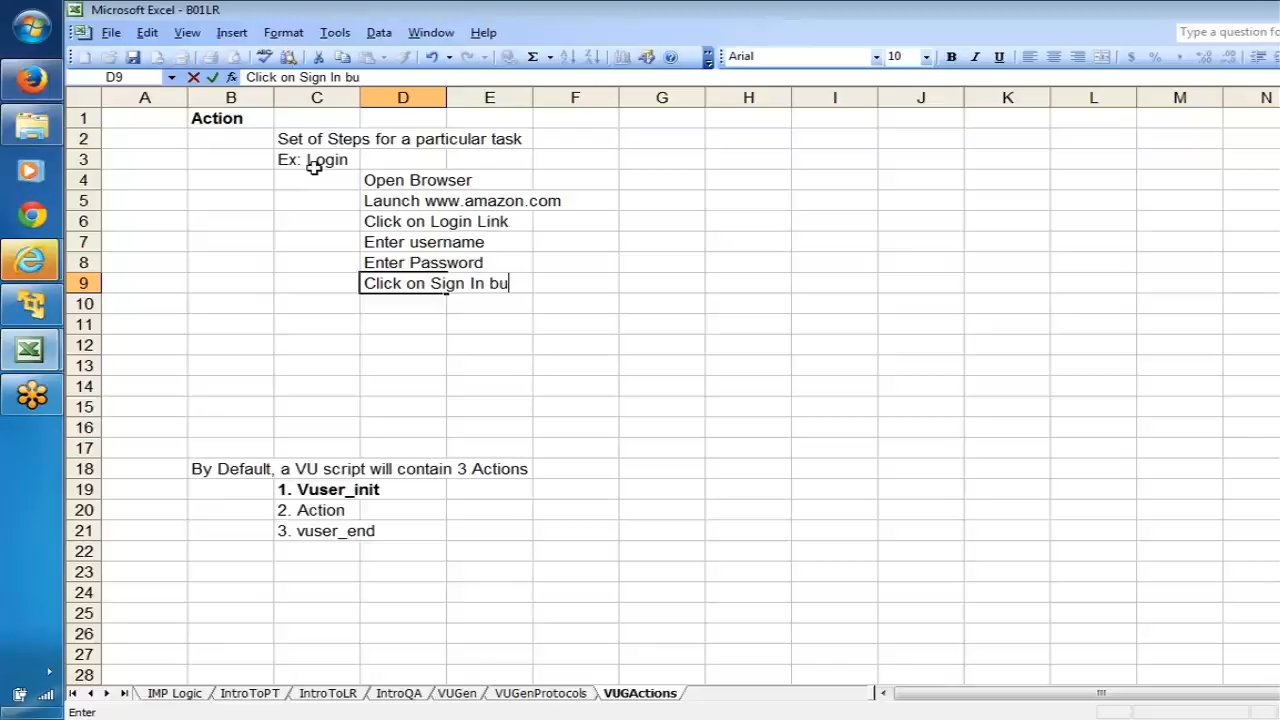 Microsoft Excel - B01LR
File Edit View Insert Format Tools Data Window Help
Type a question fo
Arial 10 B I U $ %
D9 fx Click on Sign In bu
A B C D E F G H I J K L M N
1 Action
2 Set of Steps for a particular task
3 Ex: Login
4 Open Browser
5 Launch www.amazon.com
6 Click on Login Link
7 Enter username
8 Enter Password
9 Click on Sign In bu
10
11
12
13
14
15
16
17
18 By Default, a VU script will contain 3 Actions
19 1. Vuser_init
20 2. Action
21 3. vuser_end
22
23
24
25
26
27
28
IMP Logic IntroToPT IntroToLR IntroQA VUGen VUGenProtocols VUGActions
Enter